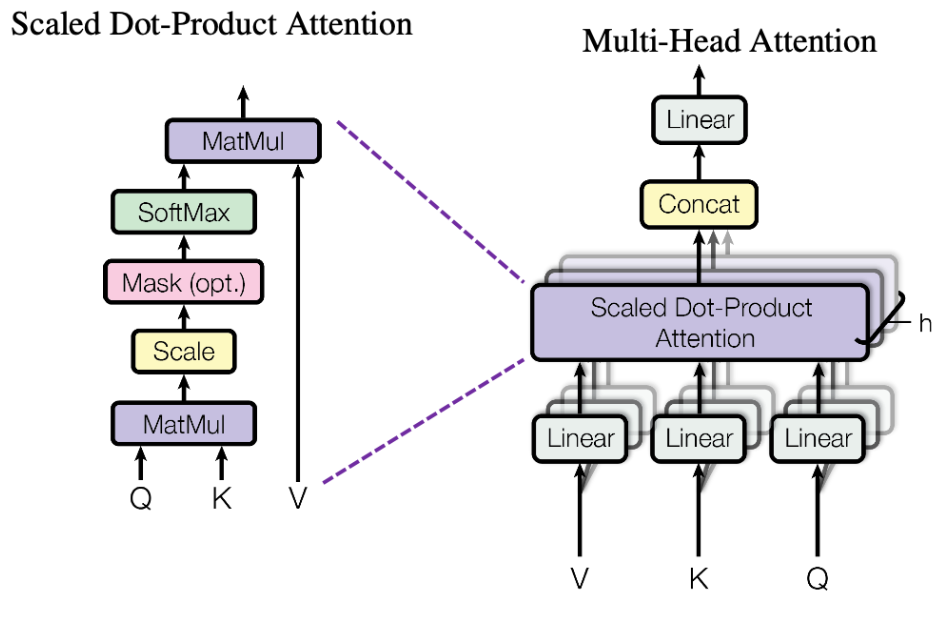 Scaled Dot-Product Attention
MatMul
SoftMax
Mask (opt.)
Scale
MatMul
Q K V
Multi-Head Attention
Linear
Concat
Scaled Dot-Product
Attention
h
Linear Linear Linear
V K Q